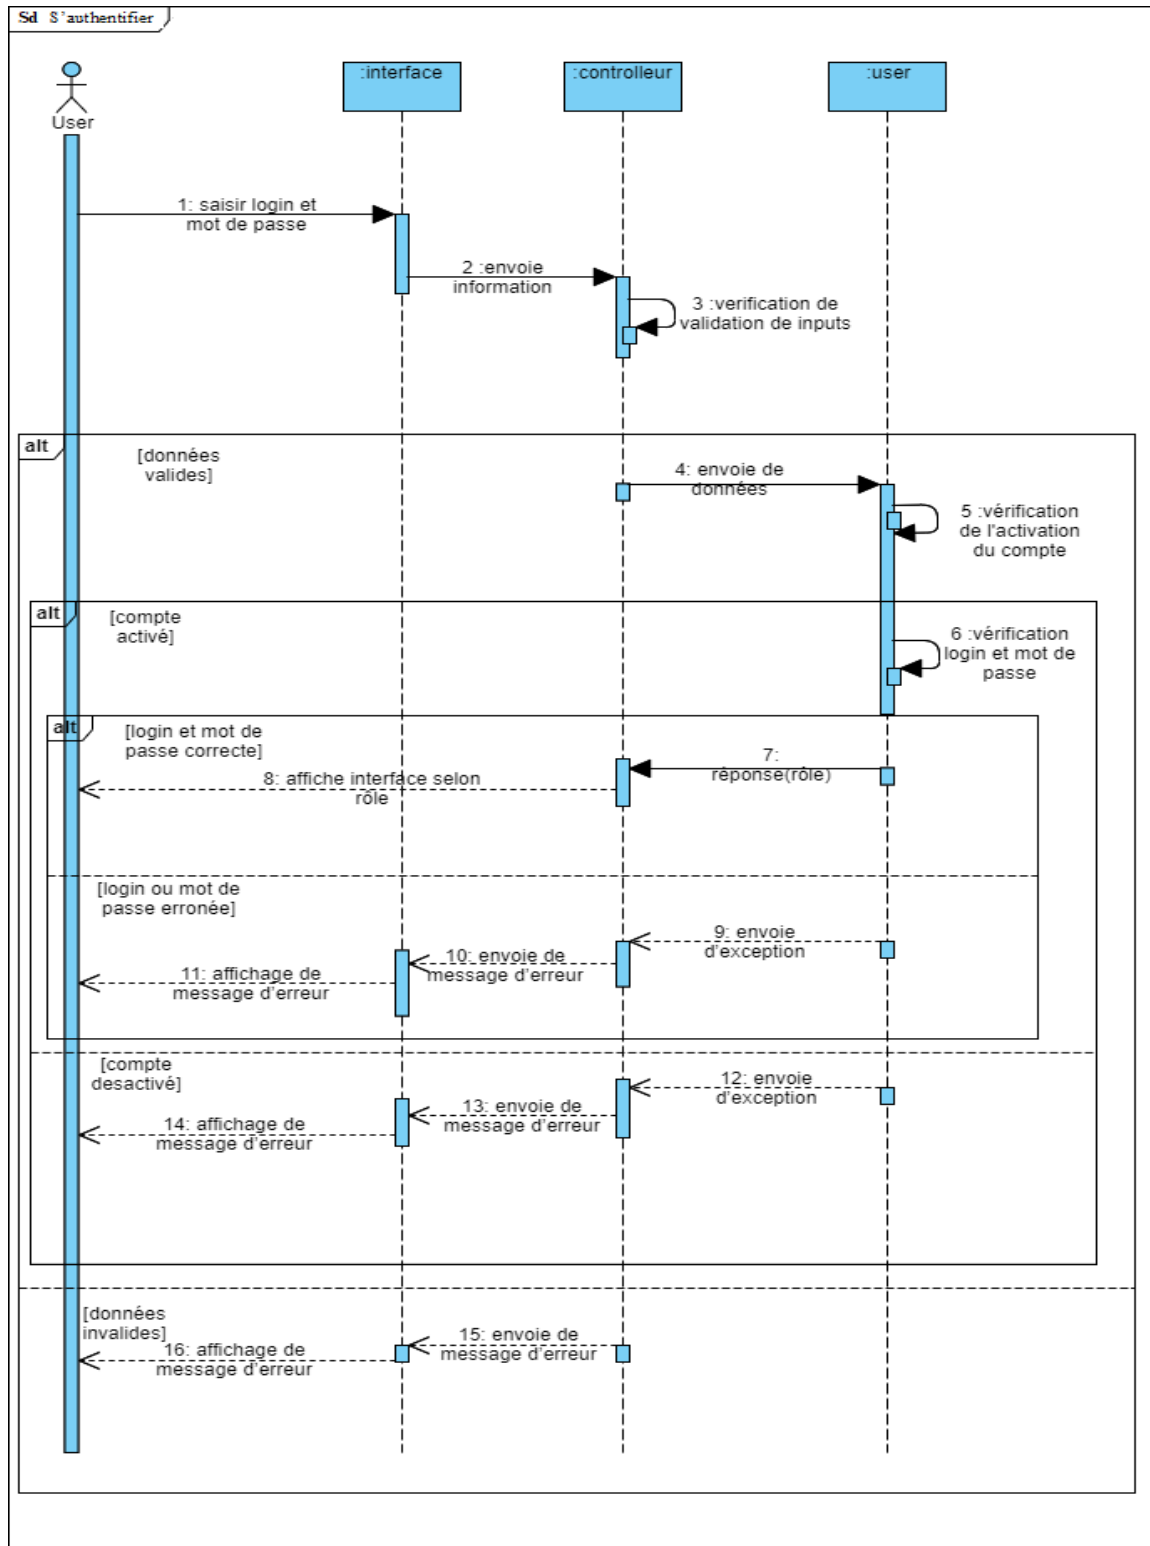 Sd S'authentifier
:interface
:controlleur
:user
User
1: saisir login et
mot de passe
2 :envoie
information
3 :verification de
validation de inputs
alt
[données
valides]
4: envoie de
données
5 :vérification
de l'activation
du compte
alt
[compte
activé]
6 :vérification
login et mot de
passe
alt
[login et mot de
passe correcte]
7:
réponse(rôle)
8: affiche interface selon
rôle
[login ou mot de
passe erronée]
9: envoie
d'exception
10: envoie de
message d'erreur
11: affichage de
message d'erreur
[compte
desactivé]
12: envoie
d'exception
13: envoie de
message d'erreur
14: affichage de
message d'erreur
[données
invalides]
15: envoie de
message d'erreur
16: affichage de
message d'erreur